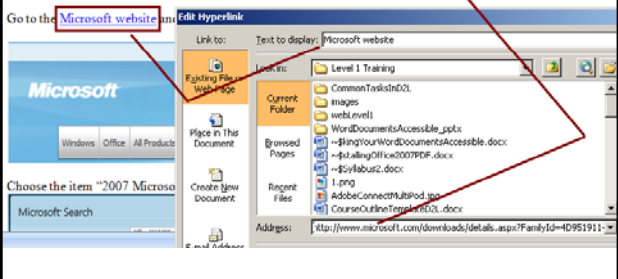 Go to the Microsoft website an
Edit Hyperlink
Link to:
Text to display: Microsoft website
Existing File or
Web Page
Look in:
Level 1 Training
Microsoft
Current
Folder
CommonTasksInD2L
images
webLevel1
WordDocumentsAccessible_pptx
Windows Office All Products
Place in This
Document
Browsed
Pages
~$kingYourWordDocumentsAccessible.docx
~$stallingOffice2007PDF.docx
~$Syllabus2.docx
1.png
Choose the item “2007 Microso
Create New
Document
Recent
Files
AdobeConnectMultiPod.jpg
CourseOutlineTemplateD2L.docx
Microsoft Search
E-mail Address
Address: http://www.microsoft.com/downloads/details.aspx?FamilyId=4D951911-